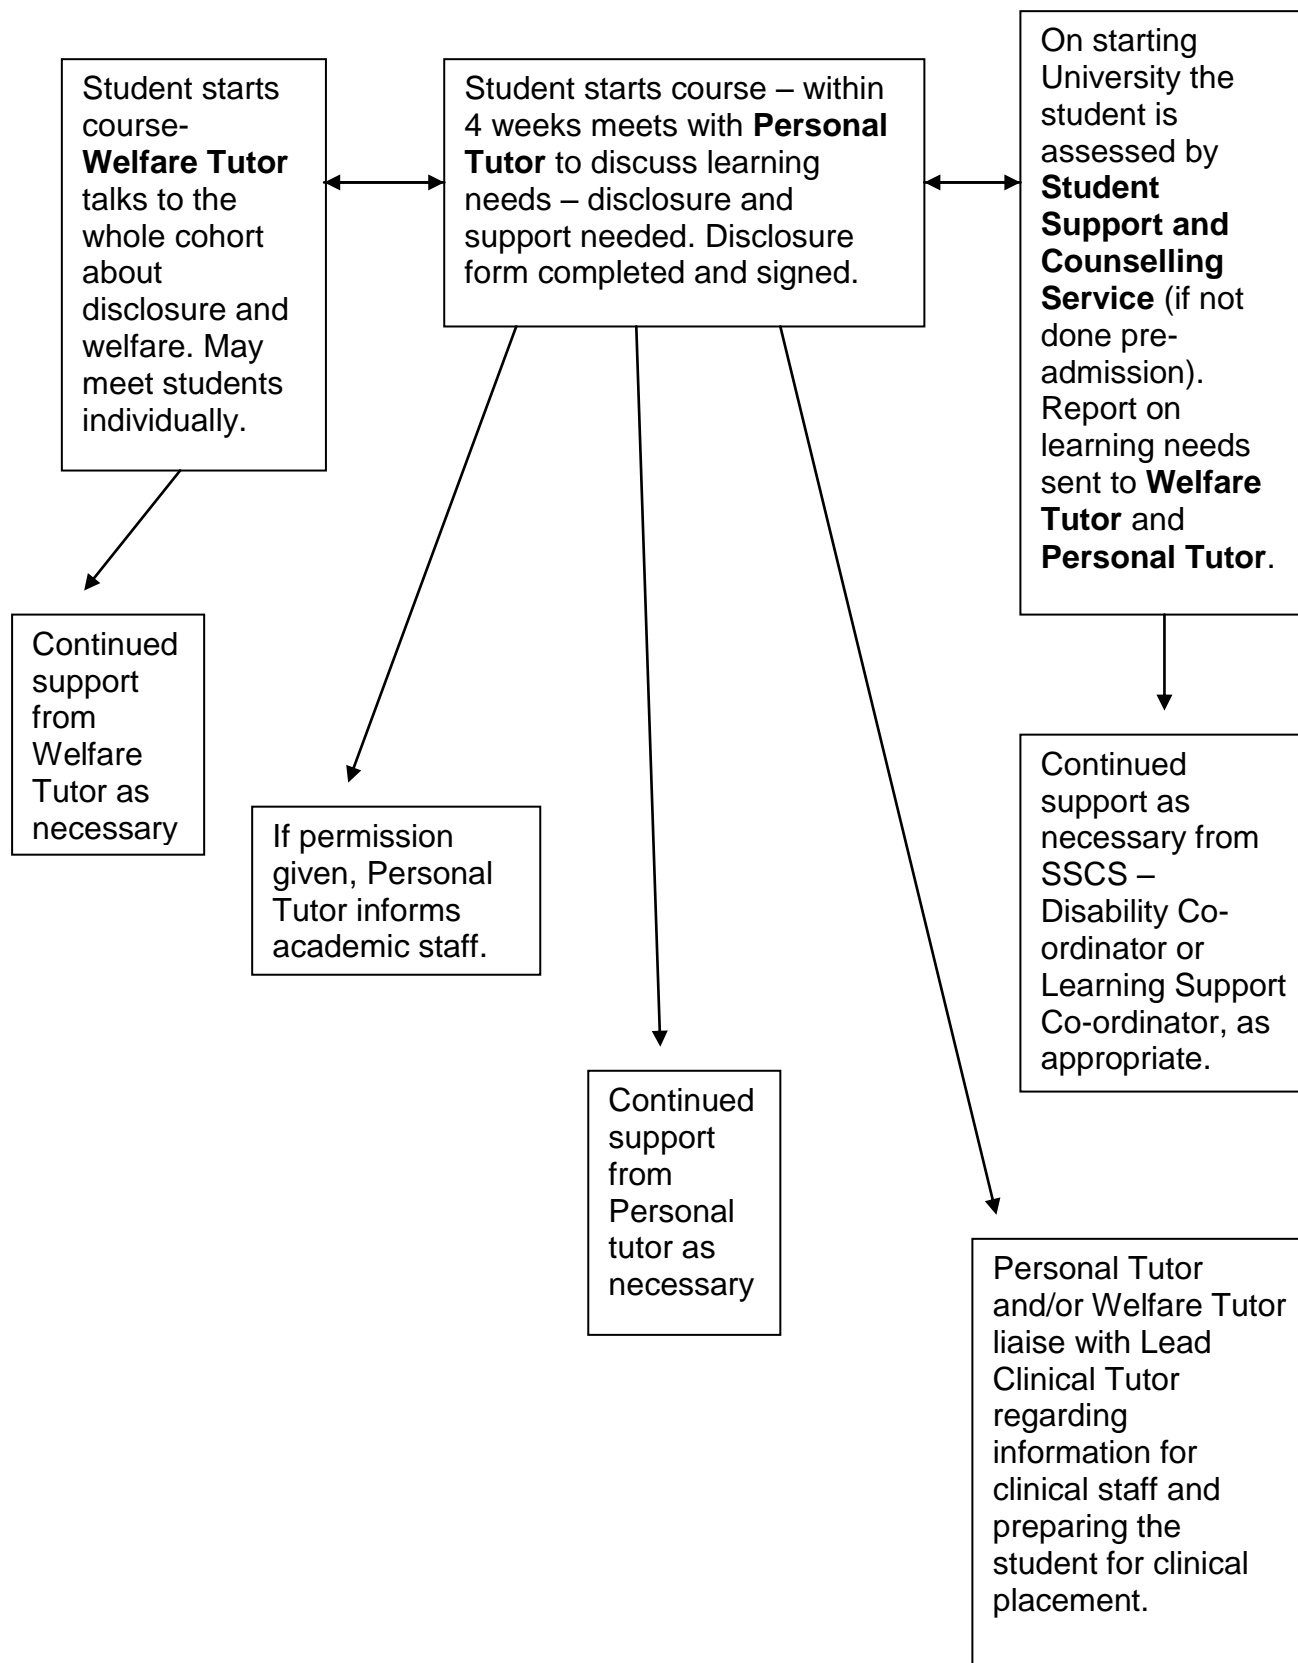 Student starts
course-
Welfare Tutor
talks to the
whole cohort
about
disclosure and
welfare. May
meet students
individually.
Student starts course – within
4 weeks meets with Personal
Tutor to discuss learning
needs – disclosure and
support needed. Disclosure
form completed and signed.
On starting
University the
student is
assessed by
Student
Support and
Counselling
Service (if not
done pre-
admission).
Report on
learning needs
sent to Welfare
Tutor and
Personal Tutor.
Continued
support
from
Welfare
Tutor as
necessary
If permission
given, Personal
Tutor informs
academic staff.
Continued
support as
necessary from
SSCS –
Disability Co-
ordinator or
Learning Support
Co-ordinator, as
appropriate.
Continued
support
from
Personal
tutor as
necessary
Personal Tutor
and/or Welfare Tutor
liaise with Lead
Clinical Tutor
regarding
information for
clinical staff and
preparing the
student for clinical
placement.